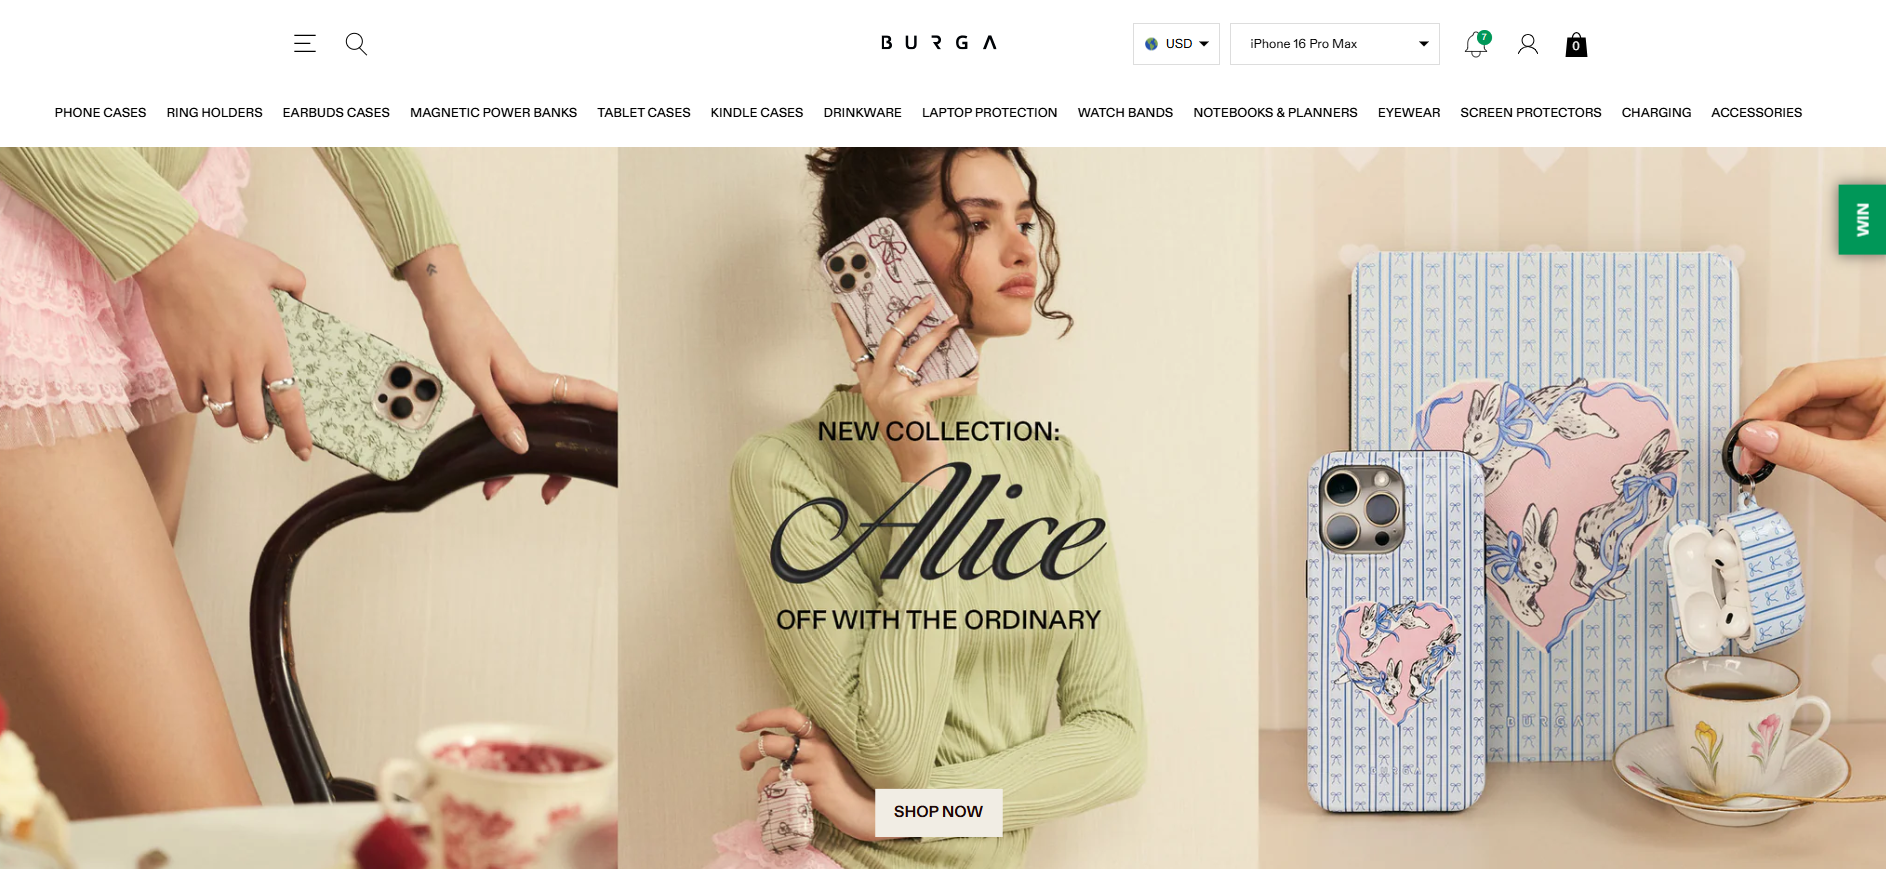 BURGA
USD
iPhone 16 Pro Max
7
0
PHONE CASES RING HOLDERS EARBUDS CASES MAGNETIC POWER BANKS TABLET CASES KINDLE CASES DRINKWARE LAPTOP PROTECTION WATCH BANDS NOTEBOOKS & PLANNERS EYEWEAR SCREEN PROTECTORS CHARGING ACCESSORIES
WIN
NEW COLLECTION:
Alice
OFF WITH THE ORDINARY
BURGA
BURGA
SHOP NOW